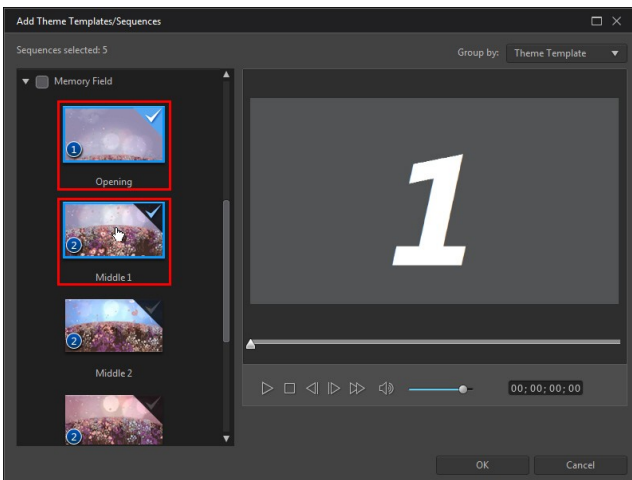 Add Theme Templates/Sequences
Sequences selected: 5
Group by: Theme Template
Memory Field
1
Opening
2
Middle 1
2
Middle 2
2
1
00;00;00;00
OK Cancel